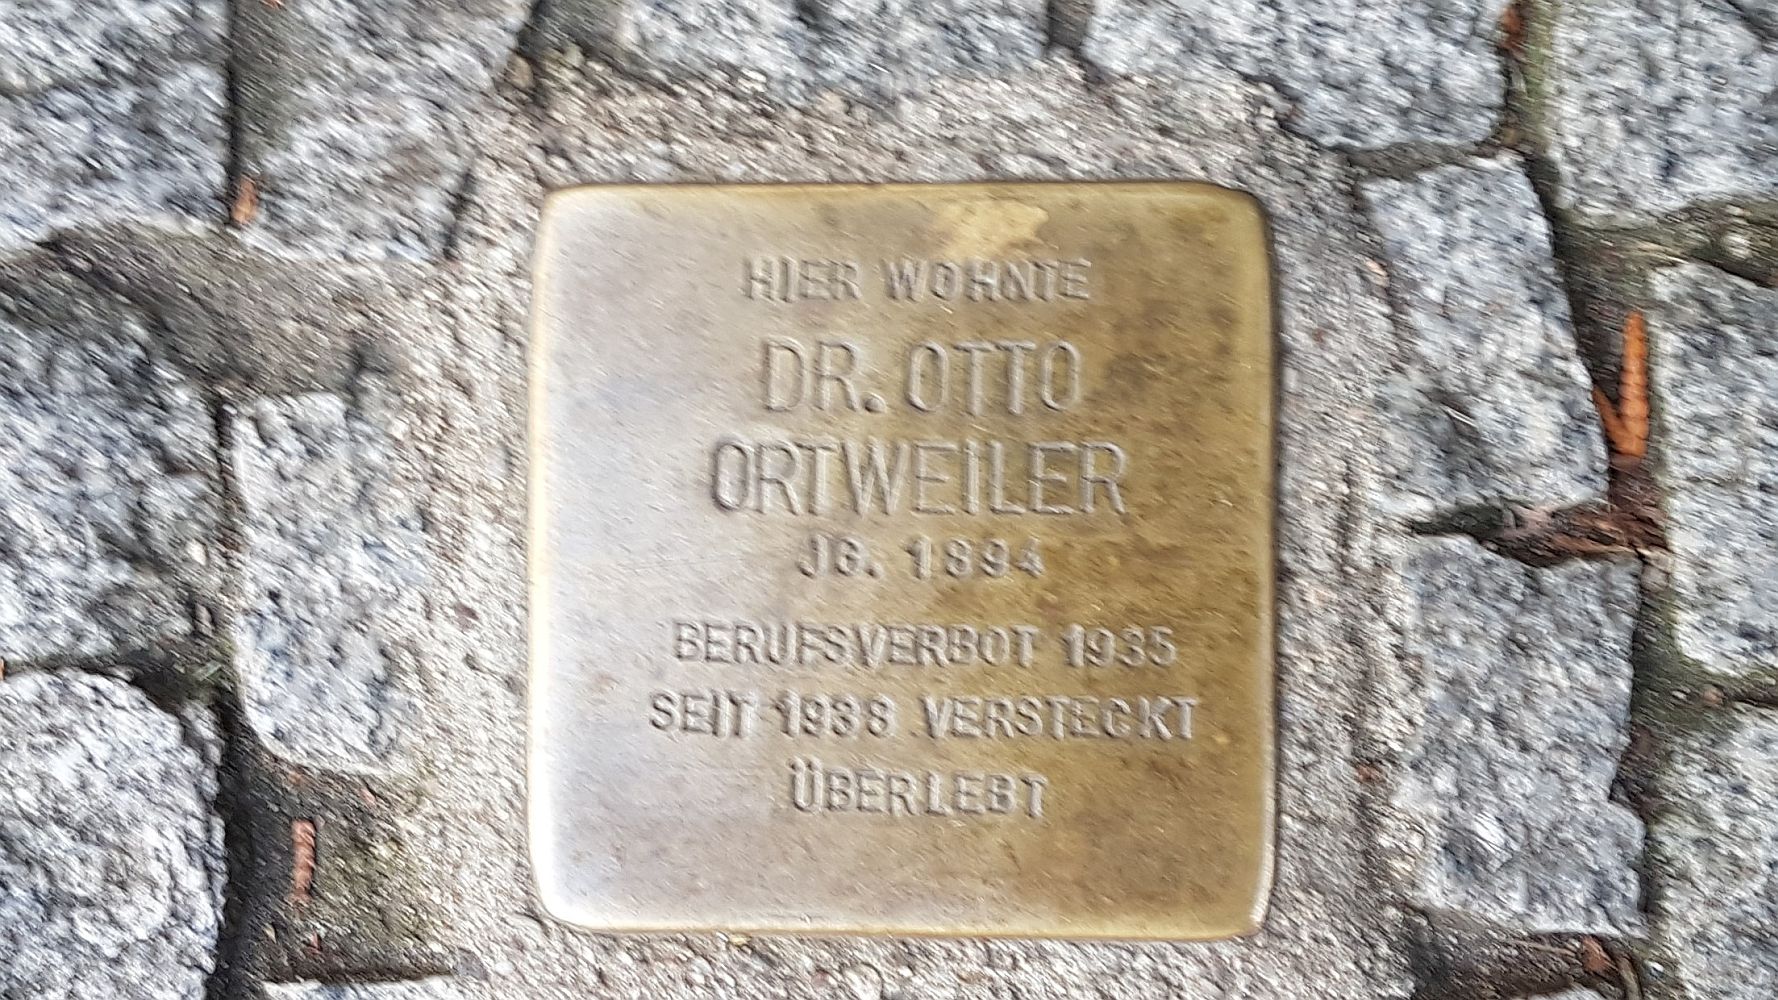 HIER WOHNTE
DR. OTTO
ORTWEILER
JG. 1894
BERUFSVERBOT 1935
SEIT 1938 VERSTECKT
ÜBERLEBT